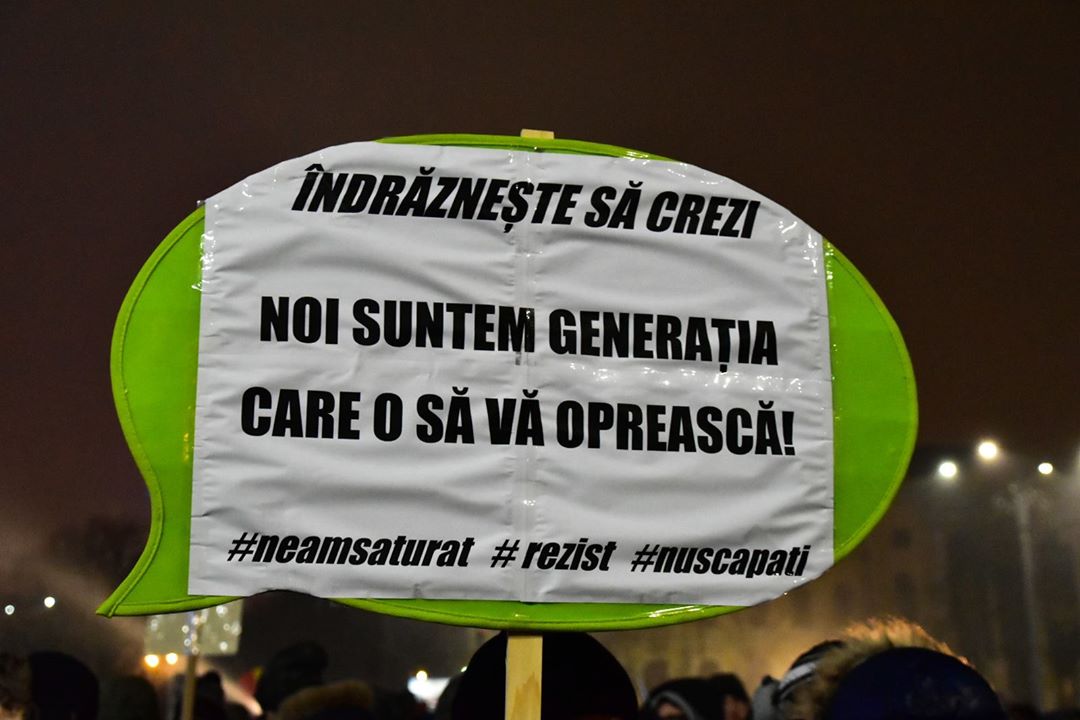 ÎNDRĂZNEȘTE SĂ CREZI
NOI SUNTEM GENERAȚIA
CARE O SĂ VĂ OPREASCĂ!
#neamsaturat # rezist #nuscapati